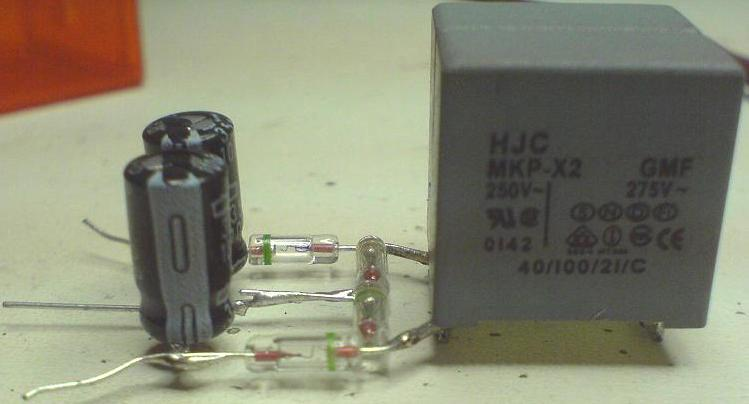 HJC
MKP-X2 GMF
250V~ 275V~
0142
40/100/21/C